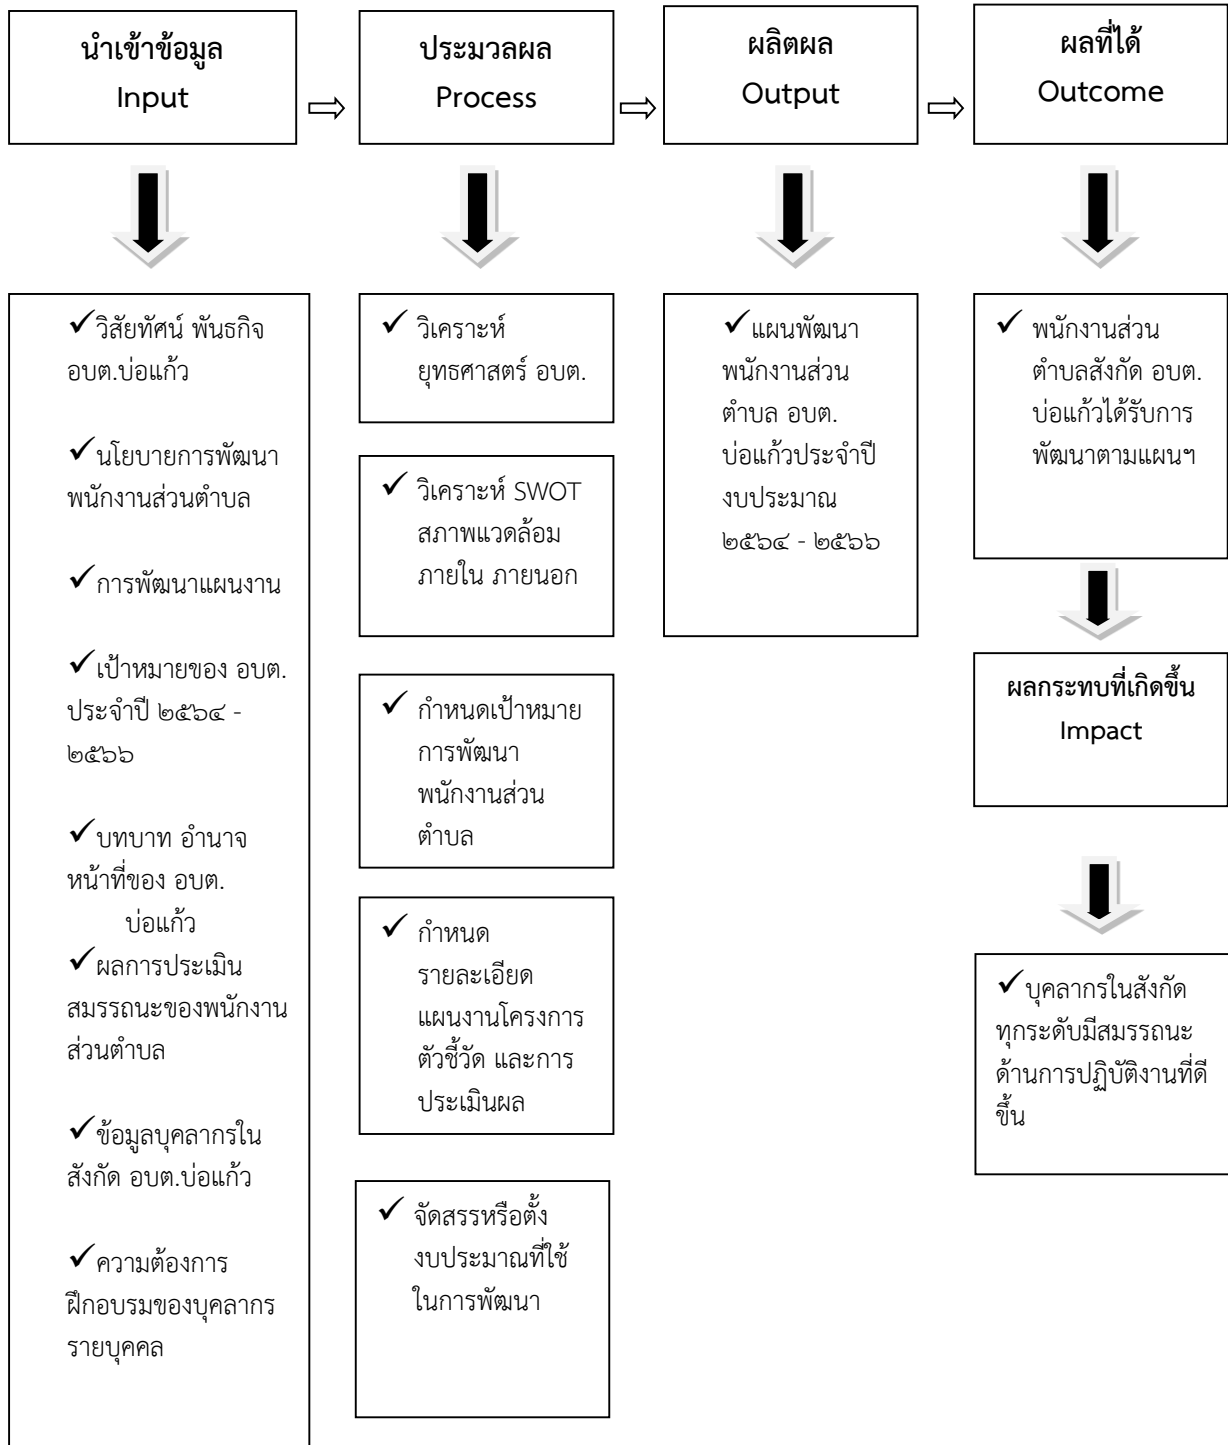 นำเข้าข้อมูล
Input
ประมวลผล
Process
ผลิตผล
Output
ผลที่ได้
Outcome
✓วิสัยทัศน์ พันธกิจ
อบต.บ่อแก้ว
✓นโยบายการพัฒนา
พนักงานส่วนตำบล
✓การพัฒนาแผนงาน
✓เป้าหมายของ อบต.
ประจำปี ๒๕๖๔ -
๒๕๖๖
✓บทบาท อำนาจ
หน้าที่ของ อบต.
บ่อแก้ว
✓ผลการประเมิน
สมรรถนะของพนักงาน
ส่วนตำบล
✓ข้อมูลบุคลากรใน
สังกัด อบต.บ่อแก้ว
✓ความต้องการ
ฝึกอบรมของบุคลากร
รายบุคคล
✓ วิเคราะห์
ยุทธศาสตร์ อบต.
✓ วิเคราะห์ SWOT
สภาพแวดล้อม
ภายใน ภายนอก
✓ กำหนดเป้าหมาย
การพัฒนา
พนักงานส่วน
ตำบล
✓ กำหนด
รายละเอียด
แผนงานโครงการ
ตัวชี้วัด และการ
ประเมินผล
✓ จัดสรรหรือตั้ง
งบประมาณที่ใช้
ในการพัฒนา
✓แผนพัฒนา
พนักงานส่วน
ตำบล อบต.
บ่อแก้วประจำปี
งบประมาณ
๒๕๖๔ - ๒๕๖๖
✓ พนักงานส่วน
ตำบลสังกัด อบต.
บ่อแก้วได้รับการ
พัฒนาตามแผนฯ
ผลกระทบที่เกิดขึ้น
Impact
✓บุคลากรในสังกัด
ทุกระดับมีสมรรถนะ
ด้านการปฏิบัติงานที่ดี
ขึ้น